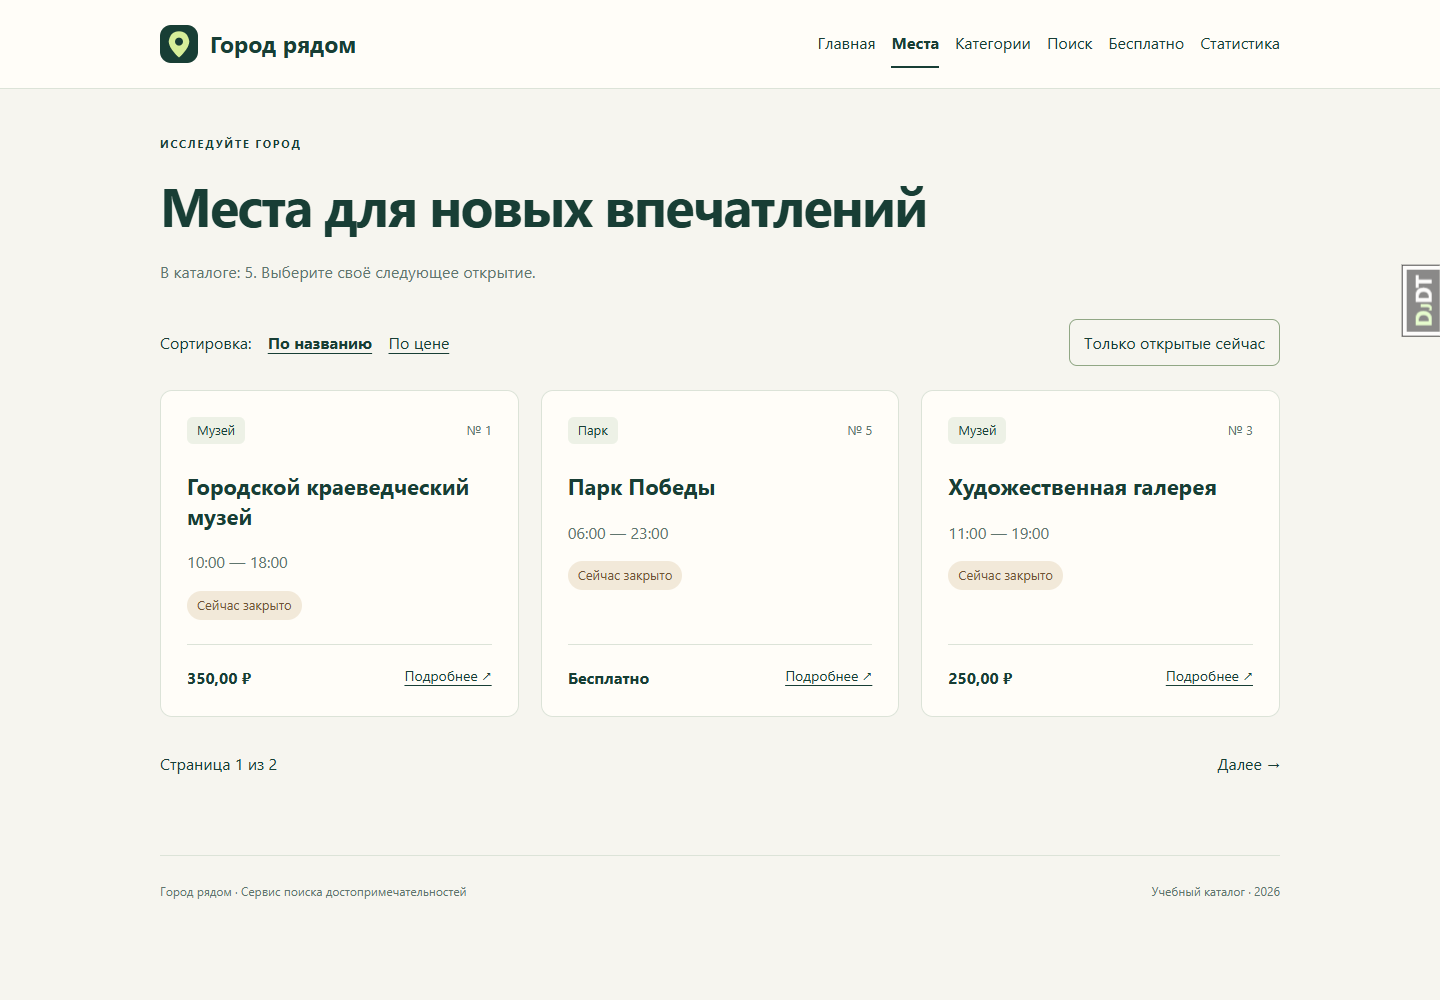 Город рядом
Главная Места Категории Поиск Бесплатно Статистика
ИССЛЕДУЙТЕ ГОРОД
Места для новых впечатлений
В каталоге: 5. Выберите своё следующее открытие.
DjDT
Сортировка: По названию По цене
Только открытые сейчас
Музей № 1
Городской краеведческий
музей
10:00 — 18:00
Сейчас закрыто
350,00 ₽ Подробнее ↗
Парк № 5
Парк Победы
06:00 — 23:00
Сейчас закрыто
Бесплатно Подробнее ↗
Музей № 3
Художественная галерея
11:00 — 19:00
Сейчас закрыто
250,00 ₽ Подробнее ↗
Страница 1 из 2
Далее →
Город рядом · Сервис поиска достопримечательностей
Учебный каталог · 2026